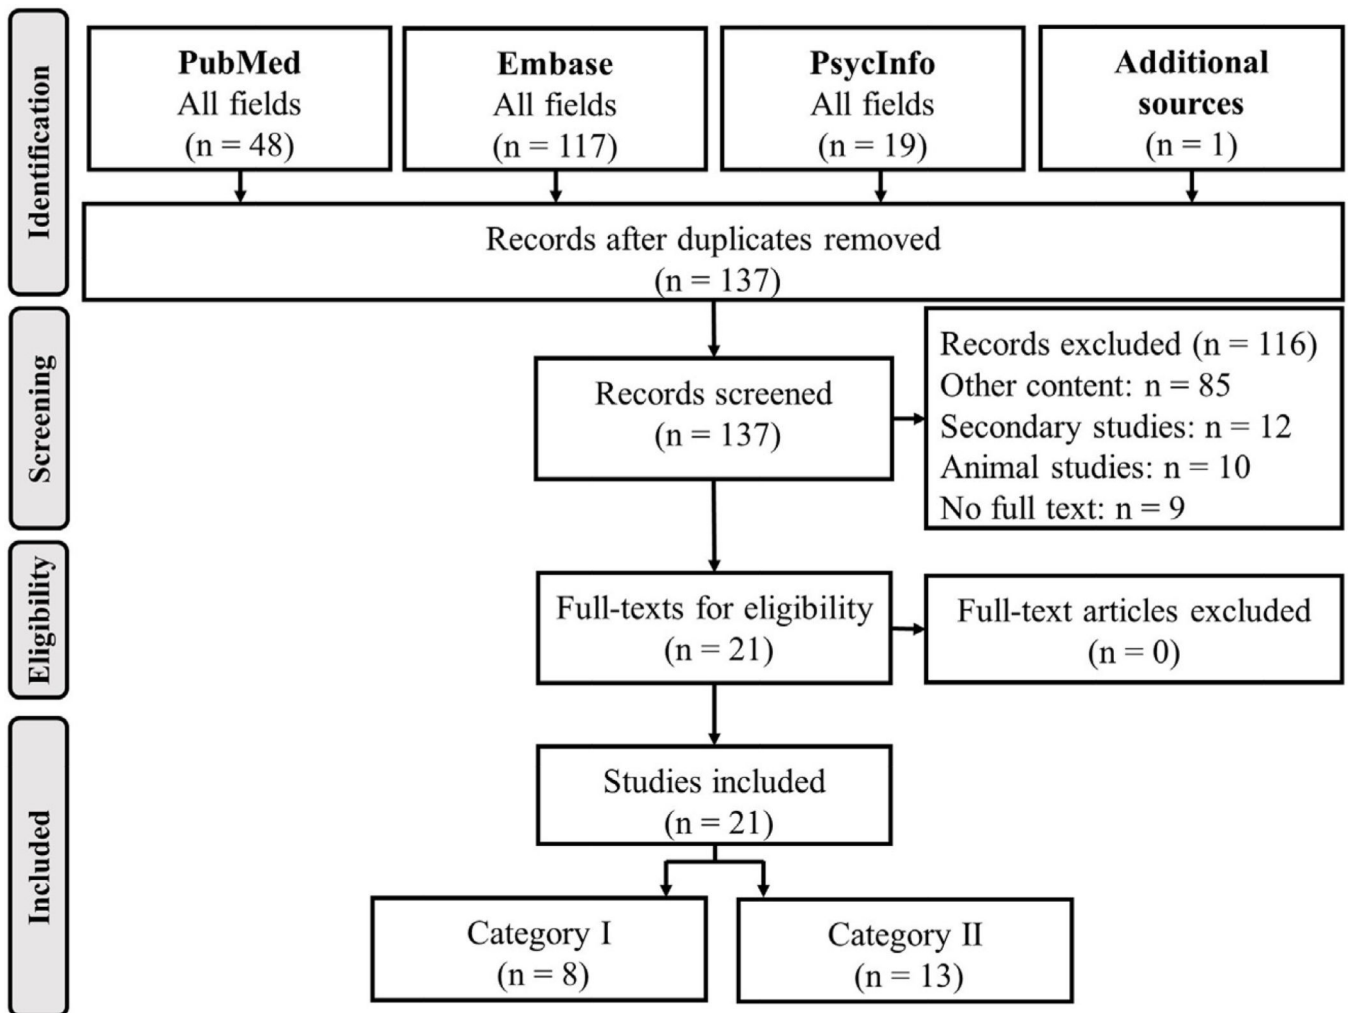 Identification
PubMed
All fields
(n = 48)
Embase
All fields
(n = 117)
PsycInfo
All fields
(n = 19)
Additional
sources
(n = 1)
Records after duplicates removed
(n = 137)
Screening
Records screened
(n = 137)
Records excluded (n = 116)
Other content: n = 85
Secondary studies: n = 12
Animal studies: n = 10
No full text: n = 9
Eligibility
Full-texts for eligibility
(n = 21)
Full-text articles excluded
(n = 0)
Included
Studies included
(n = 21)
Category I
(n = 8)
Category II
(n = 13)